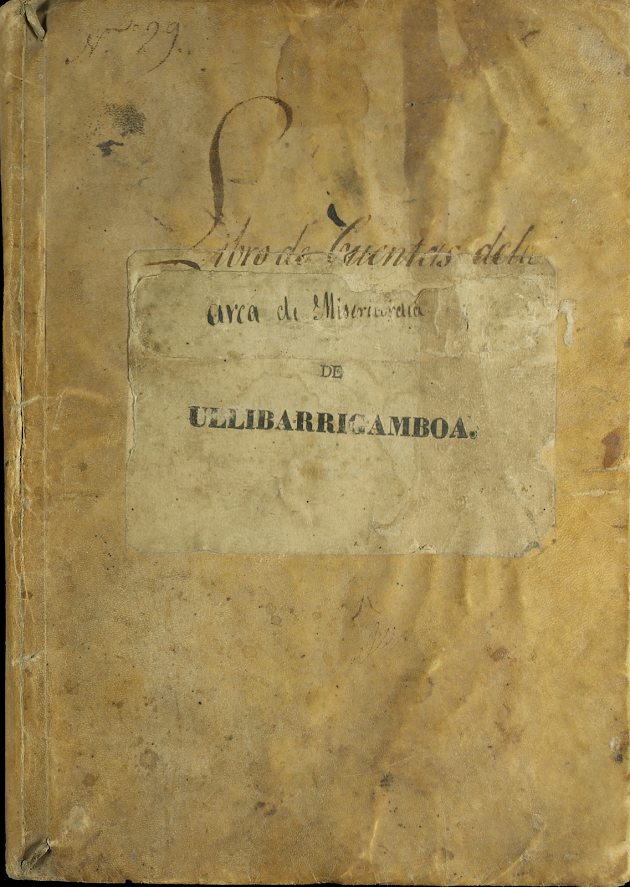 N.º 29.
Libro de Cuentas dela
arca de Misericordia
DE
ULLIBARRIGAMBOA.